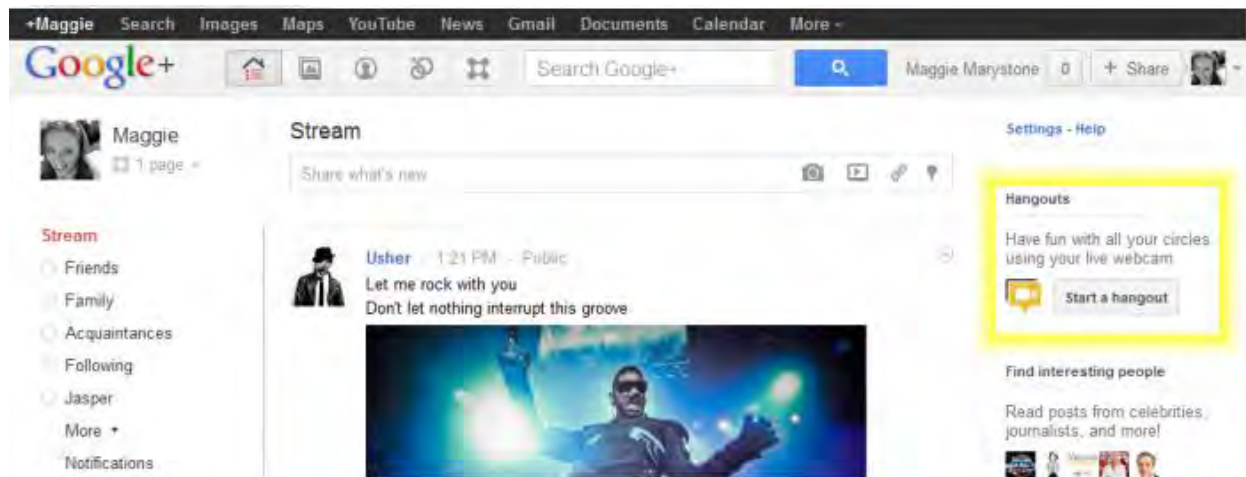 +Maggie Search Images Maps YouTube News Gmail Documents Calendar More
Google+ Search Google+ Maggie Marystone 0 + Share
Maggie
1 page
Stream
Share what's new
Settings - Help
Stream
Friends
Family
Acquaintances
Following
Jasper
More
Notifications
Usher 1:21 PM - Public
Let me rock with you
Don't let nothing interrupt this groove
Hangouts
Have fun with all your circles
using your live webcam
Start a hangout
Find interesting people
Read posts from celebrities,
journalists, and more!